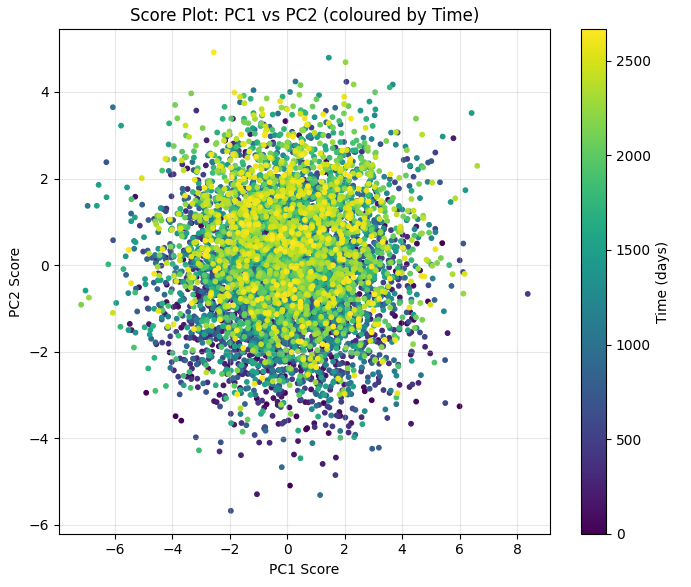 Score Plot: PC1 vs PC2 (coloured by Time)
PC2 Score
4
2
0
−2
−4
−6
−6 −4 −2 0 2 4 6 8
PC1 Score
2500
2000
1500
1000
500
0
Time (days)